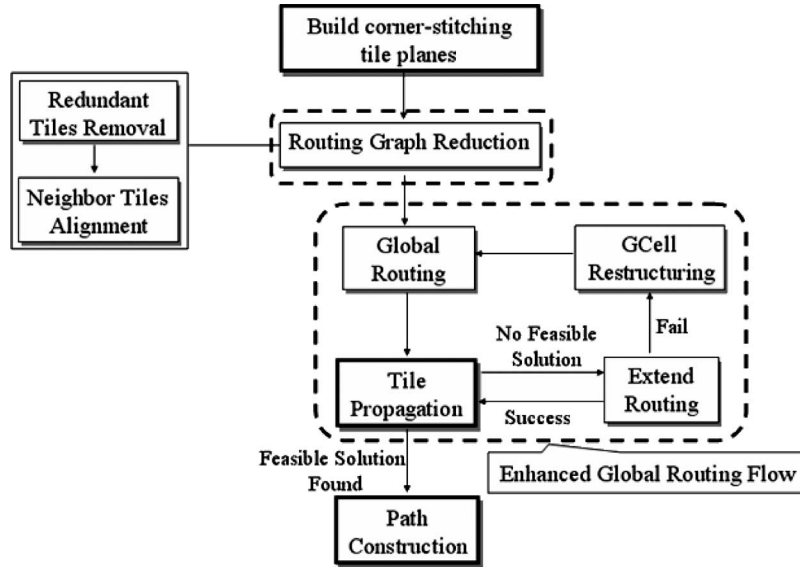 Build corner-stitching
tile planes
Redundant
Tiles Removal
Neighbor Tiles
Alignment
Routing Graph Reduction
Global
Routing
GCell
Restructuring
No Feasible
Solution
Fail
Tile
Propagation
Extend
Routing
Success
Feasible Solution
Found
Enhanced Global Routing Flow
Path
Construction